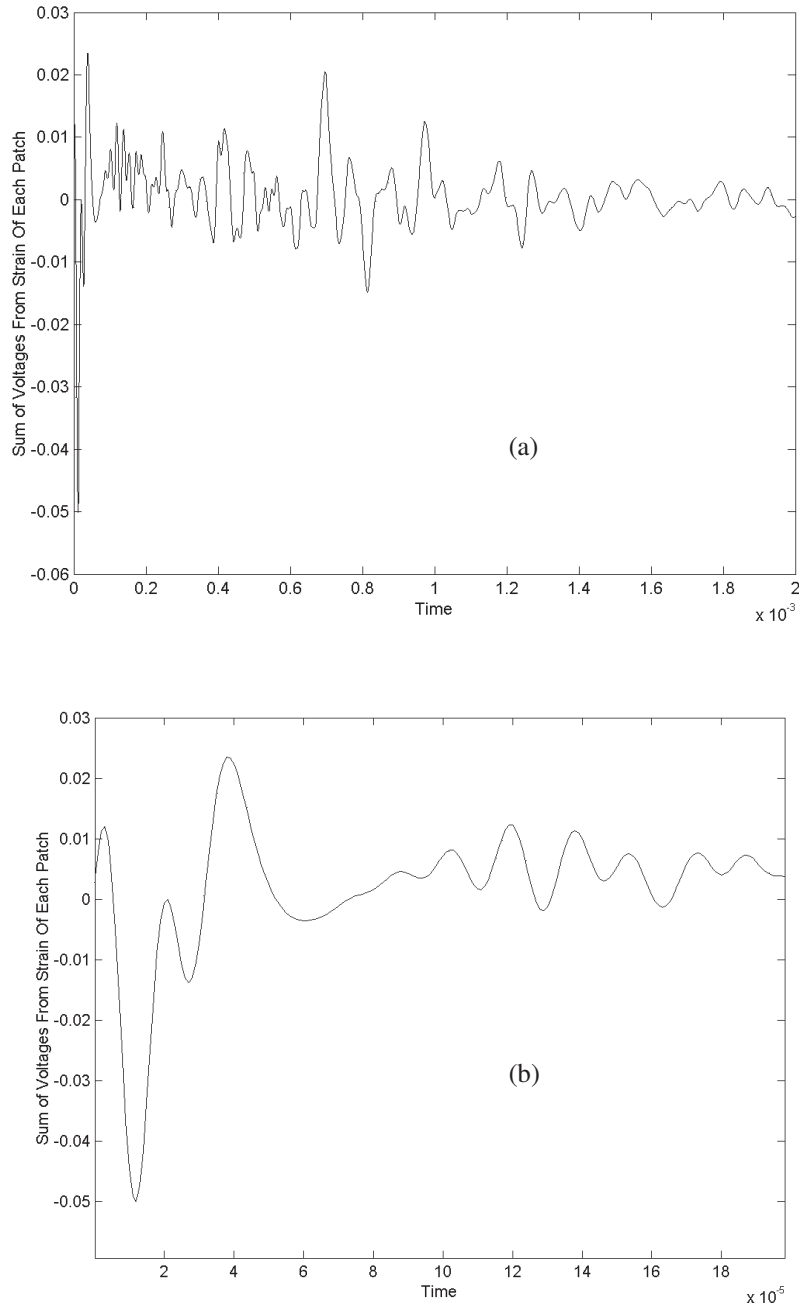 0.03
0.02
0.01
0
-0.01
-0.02
-0.03
-0.04
-0.05
-0.06
Sum of Voltages From Strain Of Each Patch
(a)
0 0.2 0.4 0.6 0.8 1 1.2 1.4 1.6 1.8 2
Time
x 10-3
0.03
0.02
0.01
0
-0.01
-0.02
-0.03
-0.04
-0.05
Sum of Voltages From Strain Of Each Patch
(b)
2 4 6 8 10 12 14 16 18
Time
x 10-5